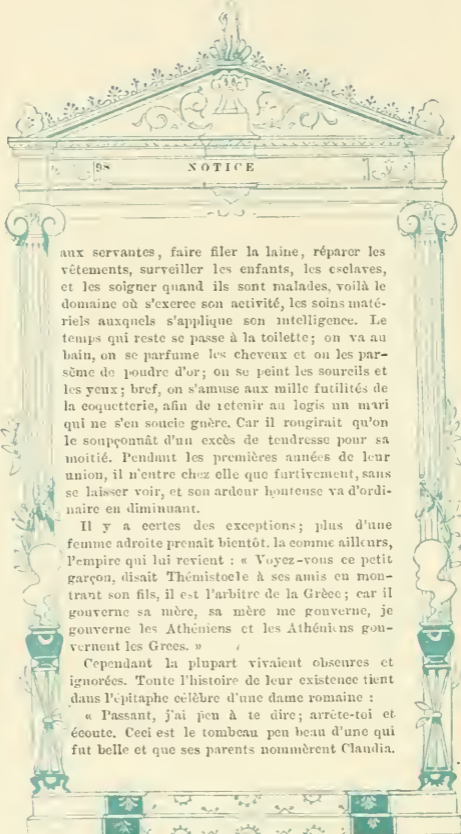 98 NOTICE
aux servantes, faire filer la laine, réparer les
vêtements, surveiller les enfants, les esclaves,
et les soigner quand ils sont malades, voilà le
domaine où s'exerce son activité, les soins maté-
riels auxquels s'applique son intelligence. Le
temps qui reste se passe à la toilette; on va au
bain, on se parfume les cheveux et on les par-
sème de poudre d'or; on se peint les sourcils et
les yeux; bref, on s'amuse aux mille futilités de
la coquetterie, afin de retenir au logis un mari
qui ne s'en soucie guère. Car il rougirait qu'on
le soupçonnât d'un excès de tendresse pour sa
moitié. Pendant les premières années de leur
union, il n'entre chez elle que furtivement, sans
se laisser voir, et son ardeur honteuse va d'ordi-
naire en diminuant.
Il y a certes des exceptions; plus d'une
femme adroite prenait bientôt, là comme ailleurs,
l'empire qui lui revient : « Voyez-vous ce petit
garçon, disait Thémistocle à ses amis en mon-
trant son fils, il est l'arbitre de la Grèce; car il
gouverne sa mère, sa mère me gouverne, je
gouverne les Athéniens et les Athéniens gou-
vernent les Grecs. »
Cependant la plupart vivaient obscures et
ignorées. Toute l'histoire de leur existence tient
dans l'épitaphe célèbre d'une dame romaine :
« Passant, j'ai peu à te dire; arrête-toi et
écoute. Ceci est le tombeau peu beau d'une qui
fut belle et que ses parents nommèrent Claudia.